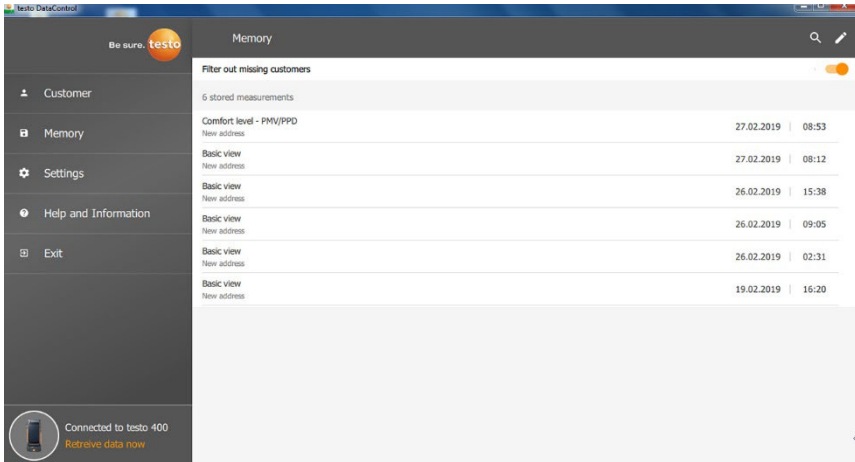 testo DataControl
Be sure. testo
Memory
Filter out missing customers
Customer
6 stored measurements
Memory
Comfort level - PMV/PPD
New address
27.02.2019 | 08:53
Basic view
New address
27.02.2019 | 08:12
Settings
Basic view
New address
26.02.2019 | 15:38
Help and Information
Basic view
New address
26.02.2019 | 09:05
Exit
Basic view
New address
26.02.2019 | 02:31
Basic view
New address
19.02.2019 | 16:20
Connected to testo 400
Retreive data now